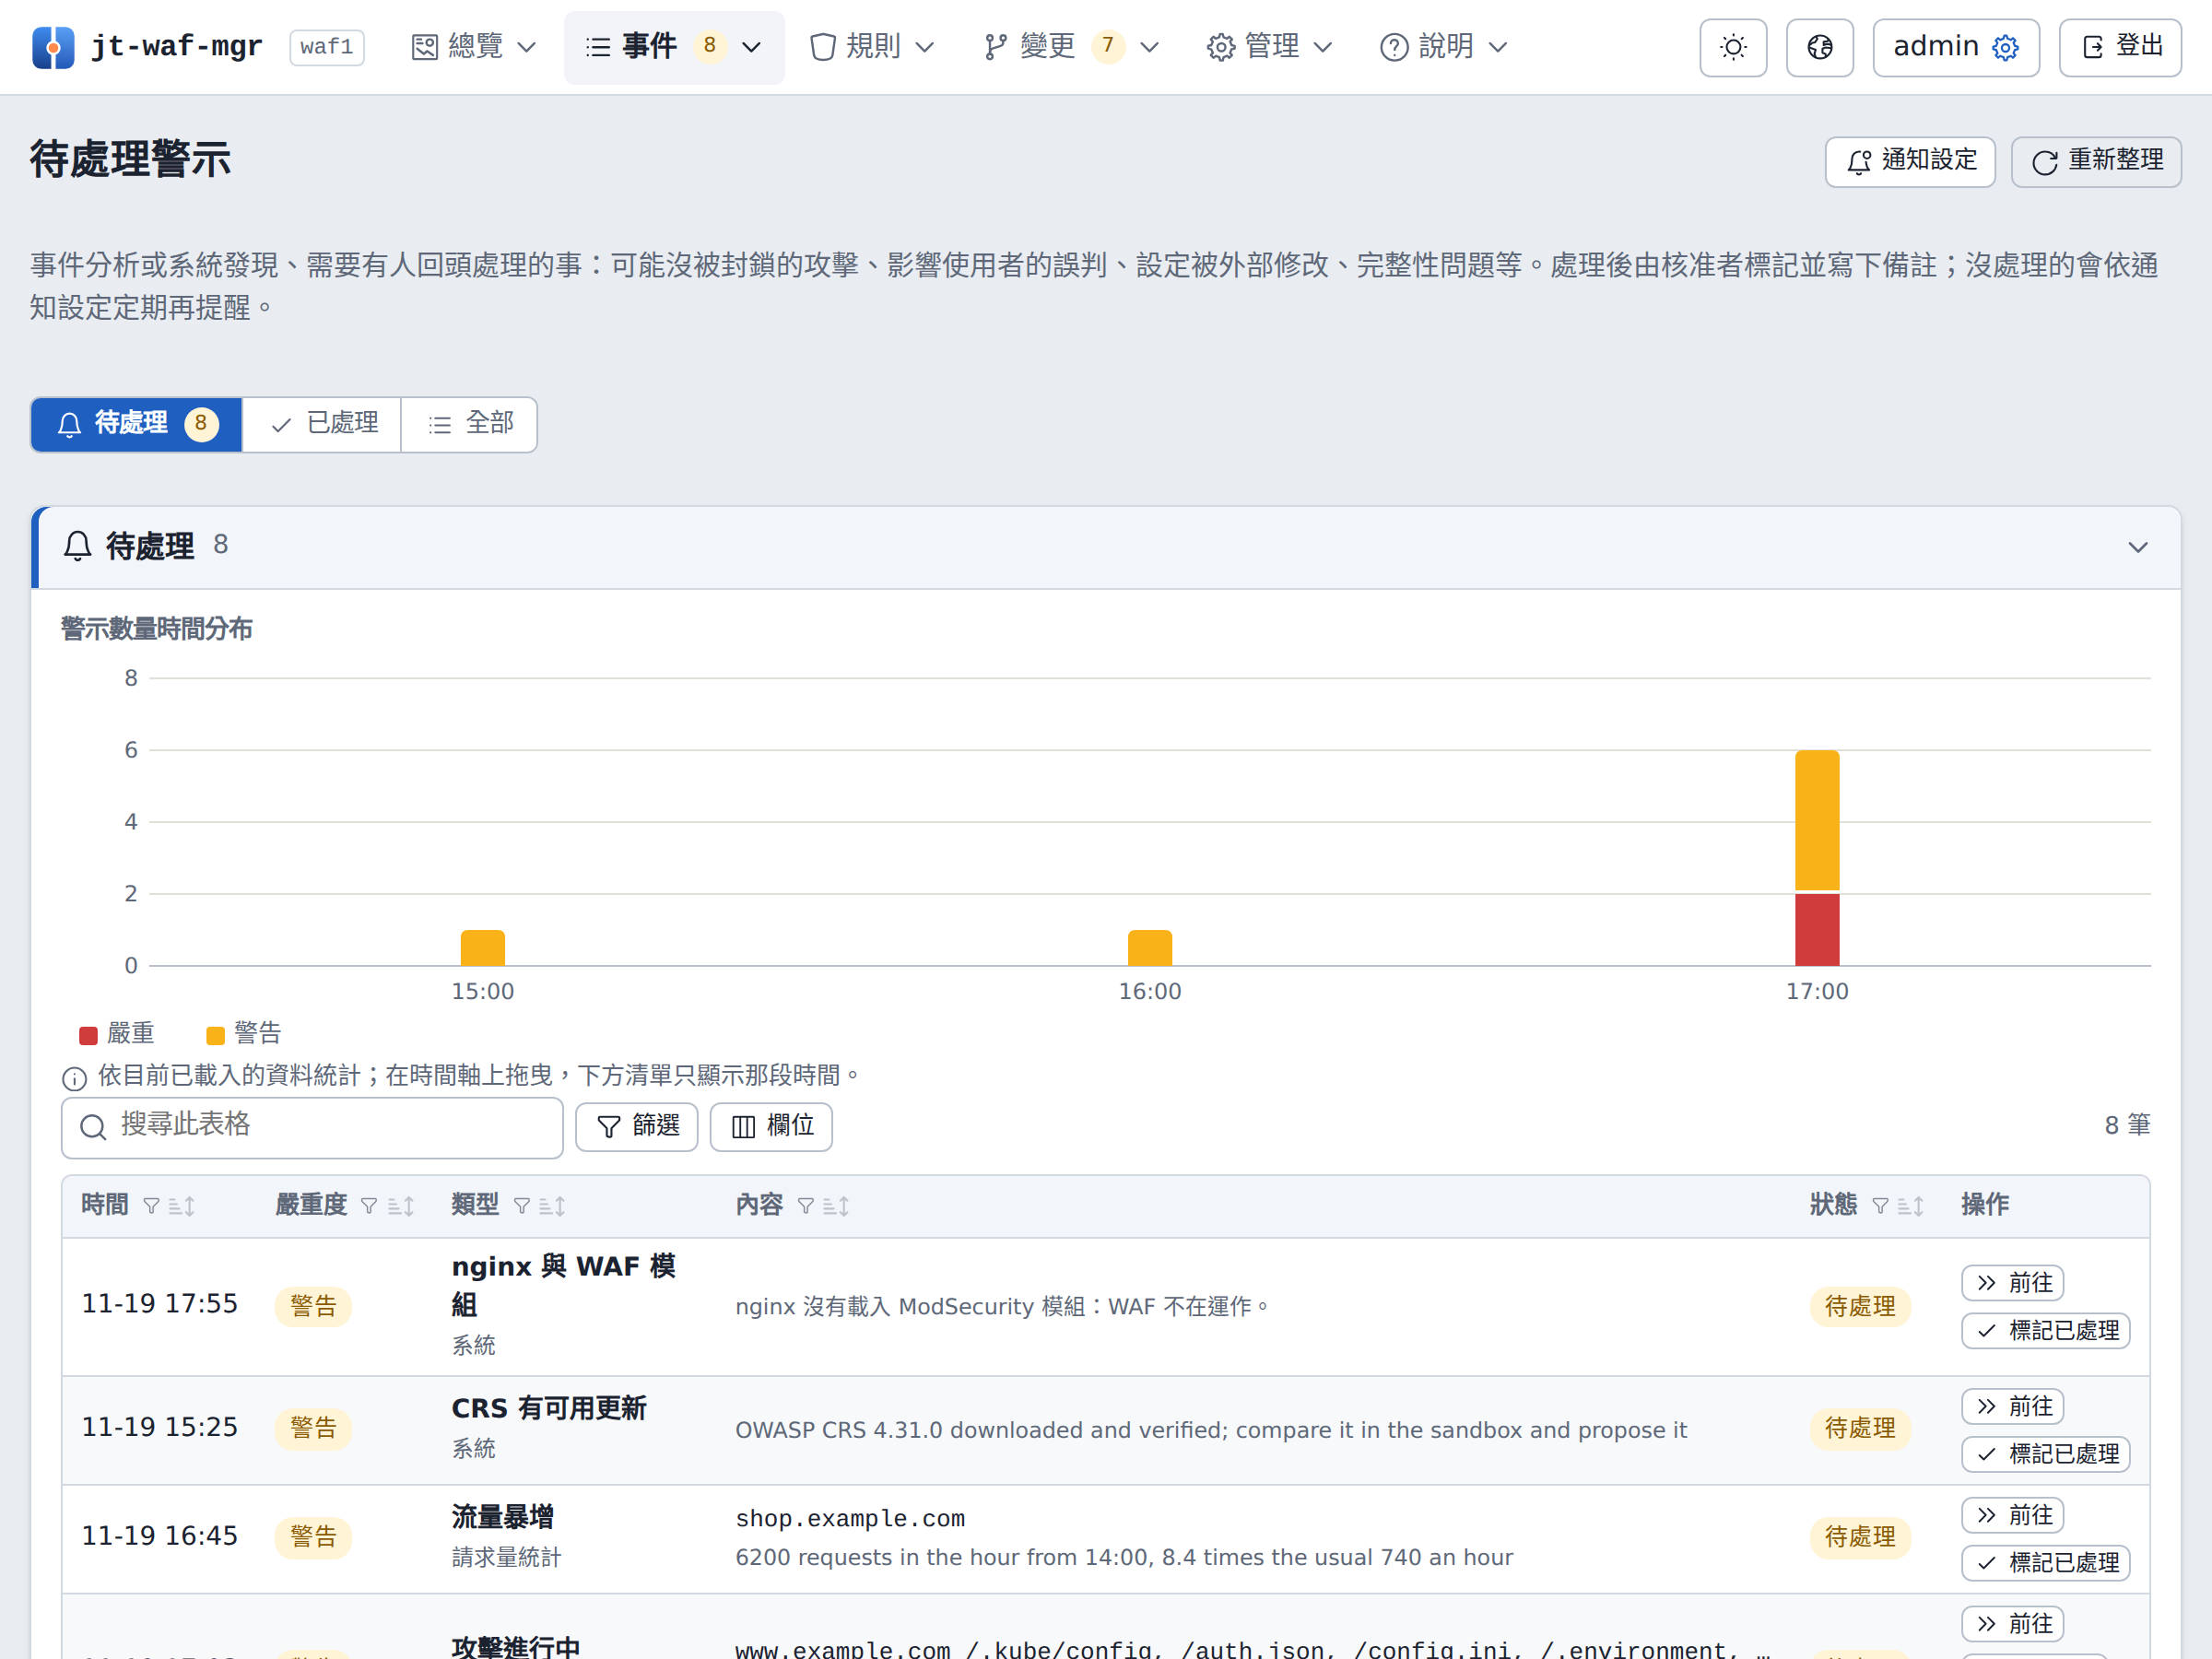 jt-waf-mgr waf1 總覽 事件 8 規則 變更 7 管理 說明 admin 登出
待處理警示 通知設定 重新整理
事件分析或系統發現、需要有人回頭處理的事：可能沒被封鎖的攻擊、影響使用者的誤判、設定被外部修改、完整性問題等。處理後由核准者標記並寫下備註；沒處理的會依通
知設定定期再提醒。
待處理 8 已處理 全部
待處理 8
警示數量時間分布
8
6
4
2
0
15:00 16:00 17:00
嚴重 警告
依目前已載入的資料統計；在時間軸上拖曳，下方清單只顯示那段時間。
搜尋此表格 篩選 欄位 8 筆
時間 嚴重度 類型 內容 狀態 操作
11-19 17:55 警告 nginx 與 WAF 模
組
系統 nginx 沒有載入 ModSecurity 模組：WAF 不在運作。 待處理 前往
標記已處理
11-19 15:25 警告 CRS 有可用更新
系統 OWASP CRS 4.31.0 downloaded and verified; compare it in the sandbox and propose it 待處理 前往
標記已處理
11-19 16:45 警告 流量暴增 shop.example.com 待處理 前往
請求量統計 6200 requests in the hour from 14:00, 8.4 times the usual 740 an hour 標記已處理
攻擊進行中 www.example.com /.kube/config, /auth.json, /config.ini, /.environment, … 前往